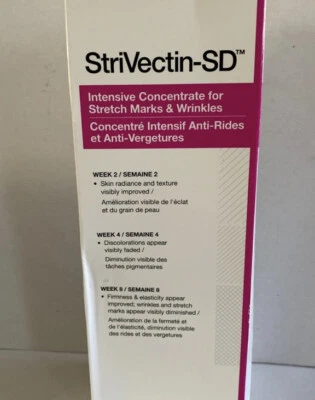 StriVectin-SD™
Intensive Concentrate for
Stretch Marks & Wrinkles
Concentré Intensif Anti-Rides
et Anti-Vergetures
WEEK 2 / SEMAINE 2
• Skin radiance and texture
visibly improved /
Amélioration visible de l'éclat
et du grain de peau
WEEK 4 / SEMAINE 4
• Discolorations appear
visibly faded /
Diminution visible des
tâches pigmentaires
WEEK 8 / SEMAINE 8
• Firmness & elasticity appear
improved; wrinkles and stretch
marks appear visibly diminished /
Amélioration de la fermeté et
de l'élasticité, diminution visible
des rides et des vergetures